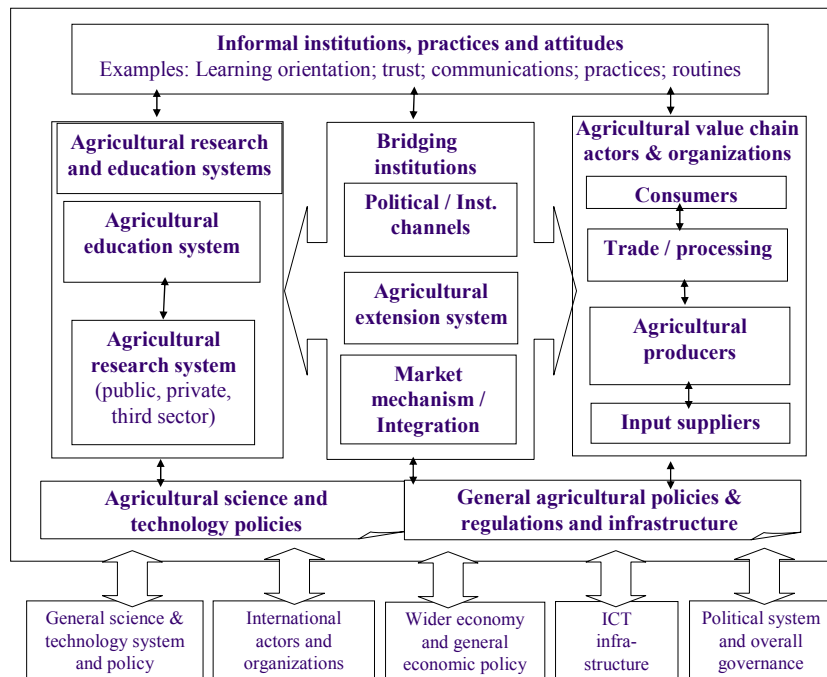 Informal institutions, practices and attitudes
Examples: Learning orientation; trust; communications; practices; routines
Agricultural research
and education systems
Agricultural
education system
Agricultural
research system
(public, private,
third sector)
Bridging
institutions
Political / Inst.
channels
Agricultural
extension system
Market
mechanism /
Integration
Agricultural value chain
actors & organizations
Consumers
Trade / processing
Agricultural
producers
Input suppliers
Agricultural science and
technology policies
General agricultural policies &
regulations and infrastructure
General science &
technology system
and policy
International
actors and
organizations
Wider economy
and general
economic policy
ICT
infra-
structure
Political system
and overall
governance